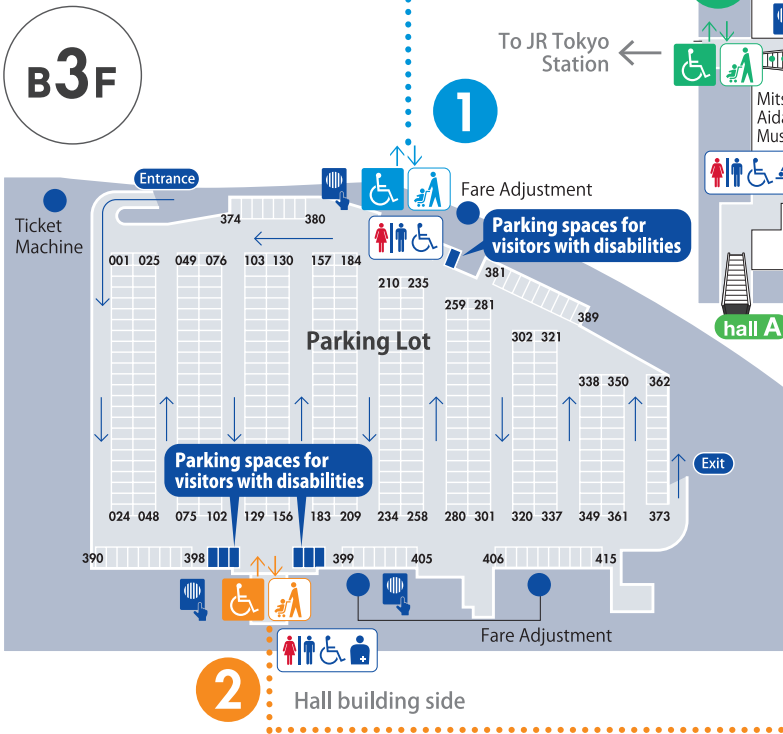 B3F
To JR Tokyo
Station
1
Mits
Aida
Mus
Entrance
Ticket
Machine
Fare Adjustment
Parking spaces for
visitors with disabilities
374 380
381
389
hall A
001 025 049 076 103 130 157 184
210 235
259 281
302 321
338 350 362
Parking Lot
Parking spaces for
visitors with disabilities
Exit
024 048 075 102 129 156 183 209 234 258 280 301 320 337 349 361 373
390 398 399 405 406 415
Fare Adjustment
2
Hall building side